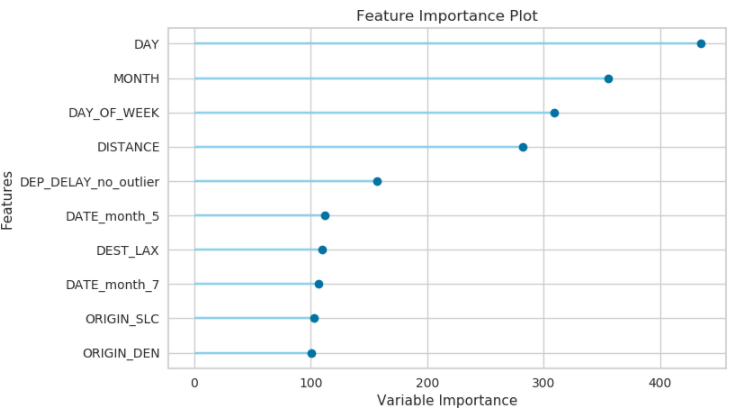 Feature Importance Plot
DAY
MONTH
DAY_OF_WEEK
DISTANCE
DEP_DELAY_no_outlier
DATE_month_5
DEST_LAX
DATE_month_7
ORIGIN_SLC
ORIGIN_DEN
Features
0 100 200 300 400
Variable Importance